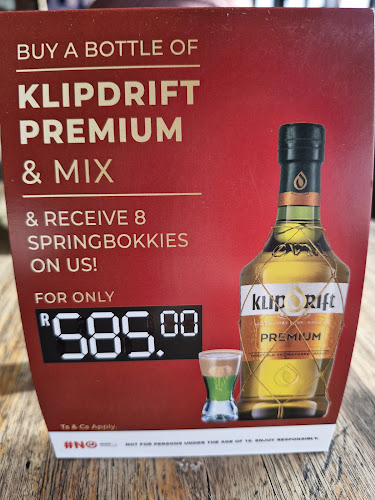 BUY A BOTTLE OF
KLIPDRIFT
PREMIUM
& MIX
& RECEIVE 8
SPRINGBOKKIES
ON US!
FOR ONLY
R585.00
KLIPDRIFT
PREMIUM
Ts & Cs Apply.
#NO
NOT FOR PERSONS UNDER THE AGE OF 18. ENJOY RESPONSIBLY.